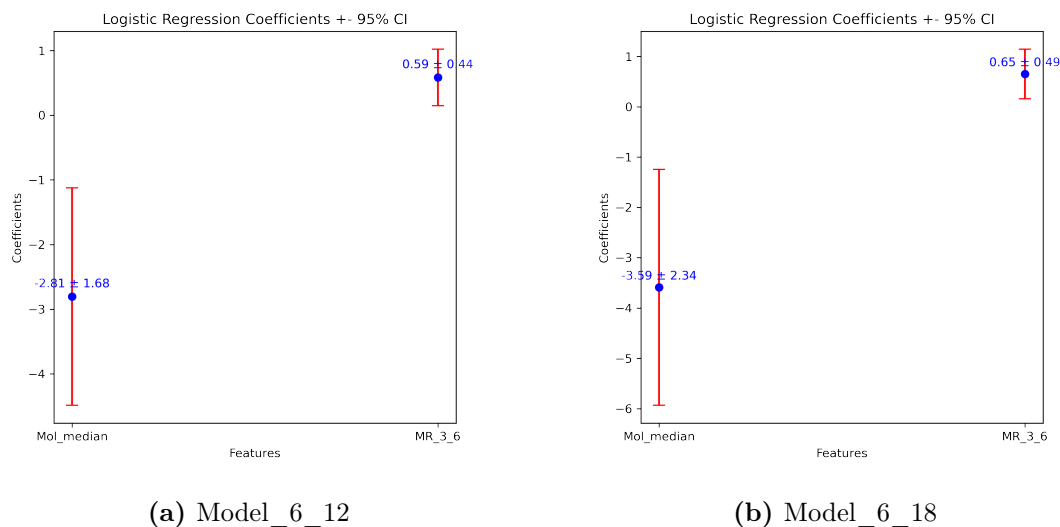 Logistic Regression Coefficients +- 95% CI
Coefficients
1
0
−1
−2
−3
−4
0.59 ± 0.44
-2.81 ± 1.68
Mol_median
MR_3_6
Features
(a) Model_6_12
Logistic Regression Coefficients +- 95% CI
Coefficients
1
0
−1
−2
−3
−4
−5
−6
0.65 ± 0.49
-3.59 ± 2.34
Mol_median
MR_3_6
Features
(b) Model_6_18